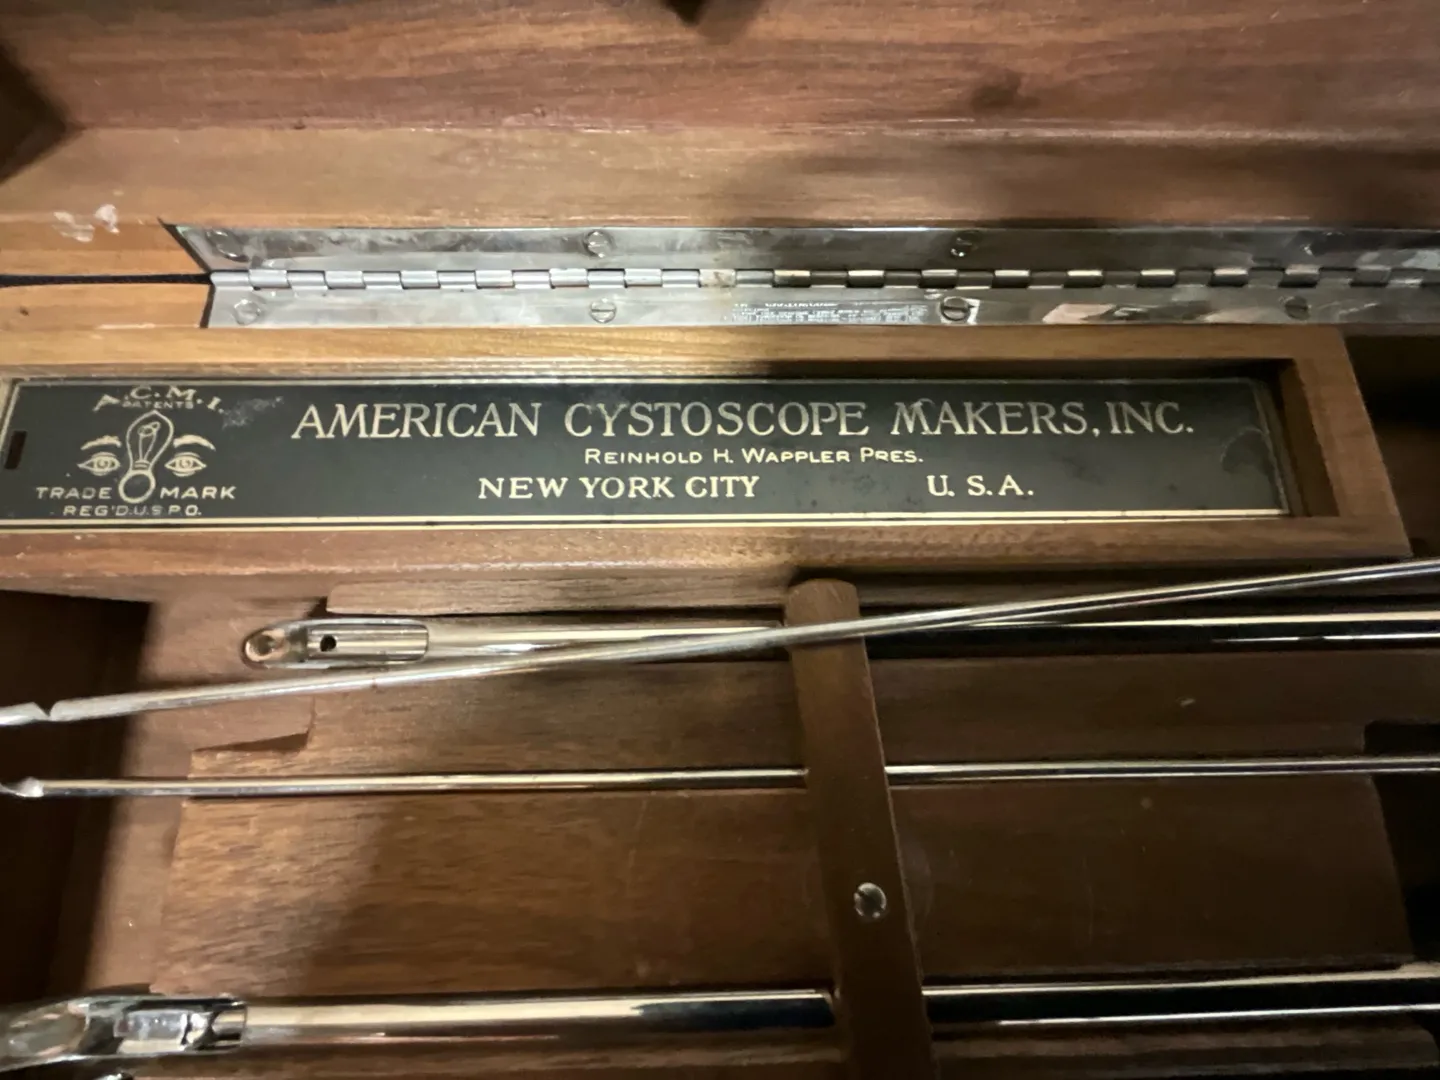 A.C.M.I.
PATENTS
TRADE MARK
REG'D.U.S P O.
AMERICAN CYSTOSCOPE MAKERS, INC.
REINHOLD H. WAPPLER PRES.
NEW YORK CITY U. S. A.